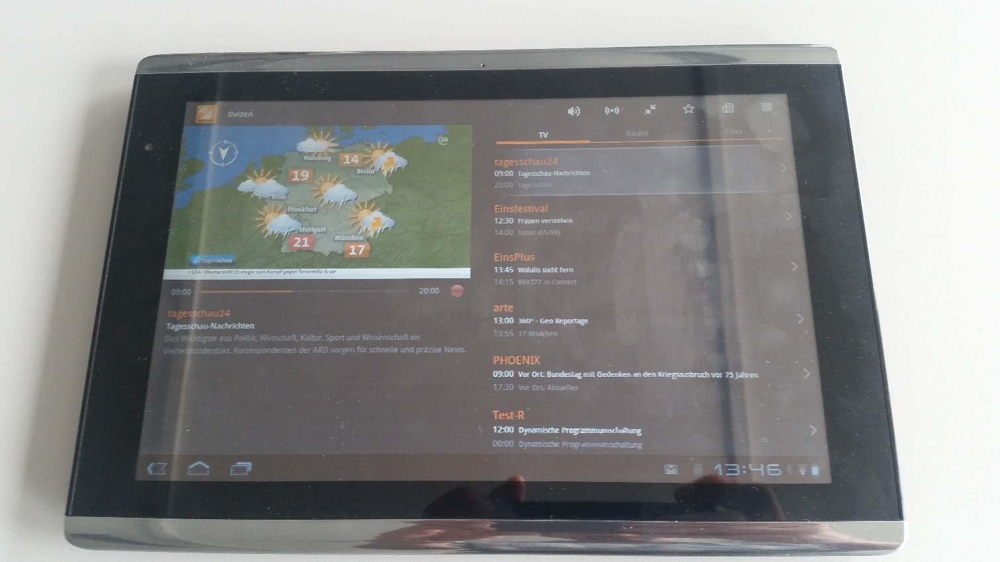 tivizen
24
Hamburg
14
Berlin
19
Köln
Frankfurt
Stuttgart
21
München
17
tagesschau
USA: Obama stellt Strategie zum Kampf gegen Terrormiliz IS vor
09:00 20:00
tagesschau24
Tagesschau-Nachrichten
Das Wichtigste aus Politik, Wirtschaft, Kultur, Sport und Wissenschaft im
Viertelstundentakt. Korrespondenten der ARD sorgen für schnelle und präzise News.
TV Radio Files
tagesschau24
09:00 Tagesschau-Nachrichten
20:00 Tagesschau
Einsfestival
12:30 Frauen verstehen
14:00 Susan (65/93)
EinsPlus
13:45 Walulis sieht fern
14:15 BEATZZ in Concert
arte
13:00 360° - Geo Reportage
13:55 17 Mädchen
PHOENIX
09:00 Vor Ort: Bundestag mit Gedenken an den Kriegsausbruch vor 75 Jahren
17:30 Vor Ort: Aktuelles
Test-R
12:00 Dynamische Programmumschaltung
00:00 Dynamische Programmumschaltung
13:46